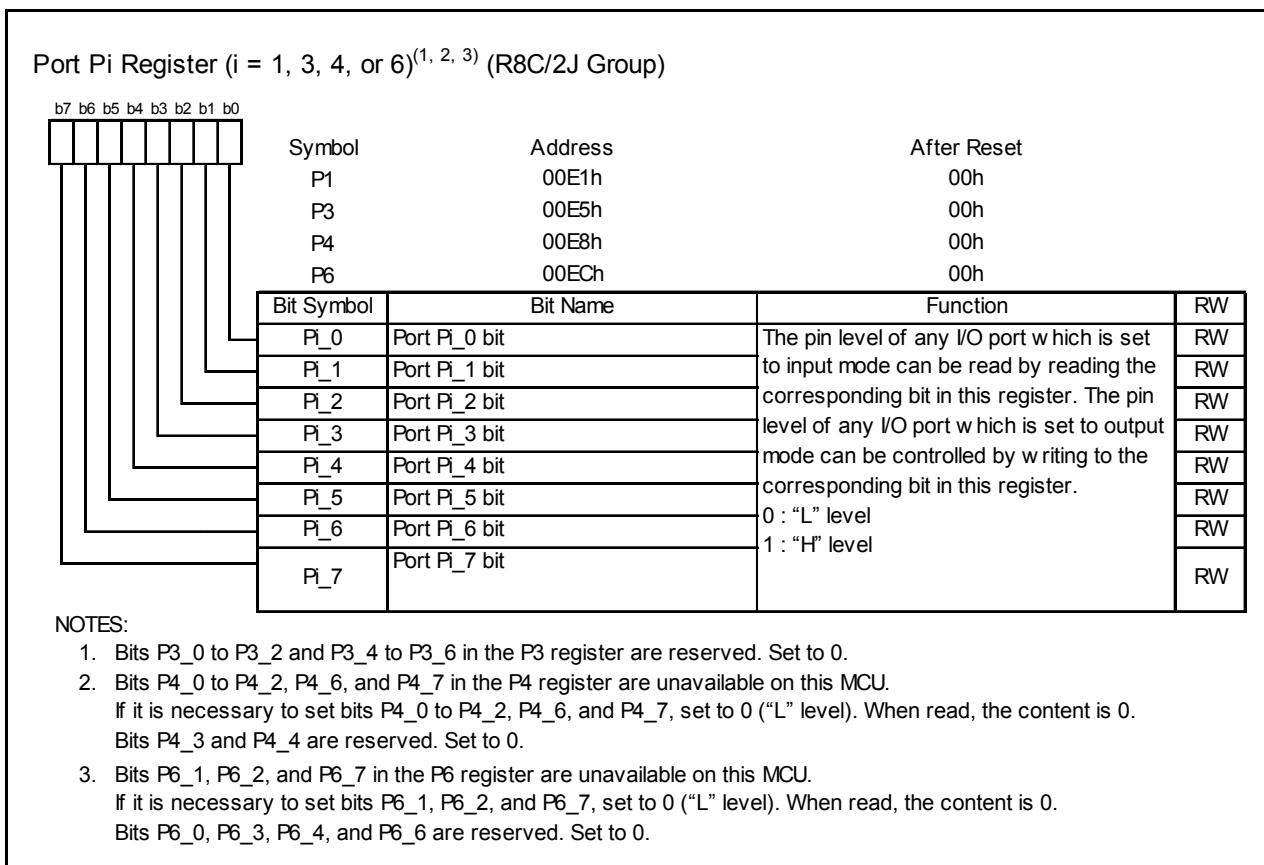 Port Pi Register (i = 1, 3, 4, or 6)(1, 2, 3) (R8C/2J Group)
b7 b6 b5 b4 b3 b2 b1 b0
Symbol Address After Reset
P1 00E1h 00h
P3 00E5h 00h
P4 00E8h 00h
P6 00ECh 00h
Bit Symbol Bit Name Function RW
Pi_0 Port Pi_0 bit The pin level of any I/O port which is set RW
Pi_1 Port Pi_1 bit to input mode can be read by reading the RW
Pi_2 Port Pi_2 bit corresponding bit in this register. The pin RW
Pi_3 Port Pi_3 bit level of any I/O port which is set to output RW
Pi_4 Port Pi_4 bit mode can be controlled by writing to the RW
Pi_5 Port Pi_5 bit corresponding bit in this register. RW
Pi_6 Port Pi_6 bit 0 : “L” level RW
Pi_7 Port Pi_7 bit 1 : “H” level RW
NOTES:
1. Bits P3_0 to P3_2 and P3_4 to P3_6 in the P3 register are reserved. Set to 0.
2. Bits P4_0 to P4_2, P4_6, and P4_7 in the P4 register are unavailable on this MCU.
If it is necessary to set bits P4_0 to P4_2, P4_6, and P4_7, set to 0 (“L” level). When read, the content is 0.
Bits P4_3 and P4_4 are reserved. Set to 0.
3. Bits P6_1, P6_2, and P6_7 in the P6 register are unavailable on this MCU.
If it is necessary to set bits P6_1, P6_2, and P6_7, set to 0 (“L” level). When read, the content is 0.
Bits P6_0, P6_3, P6_4, and P6_6 are reserved. Set to 0.